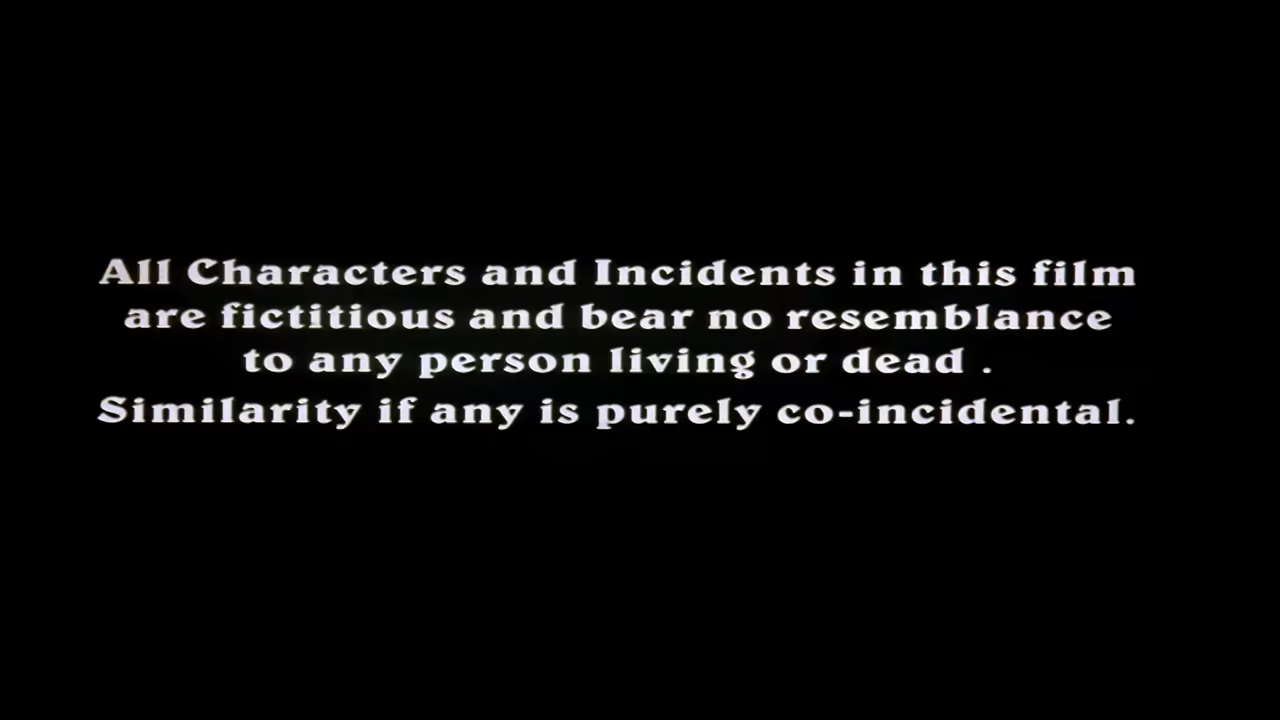 All Characters and Incidents in this film
are fictitious and bear no resemblance
to any person living or dead .
Similarity if any is purely co-incidental.